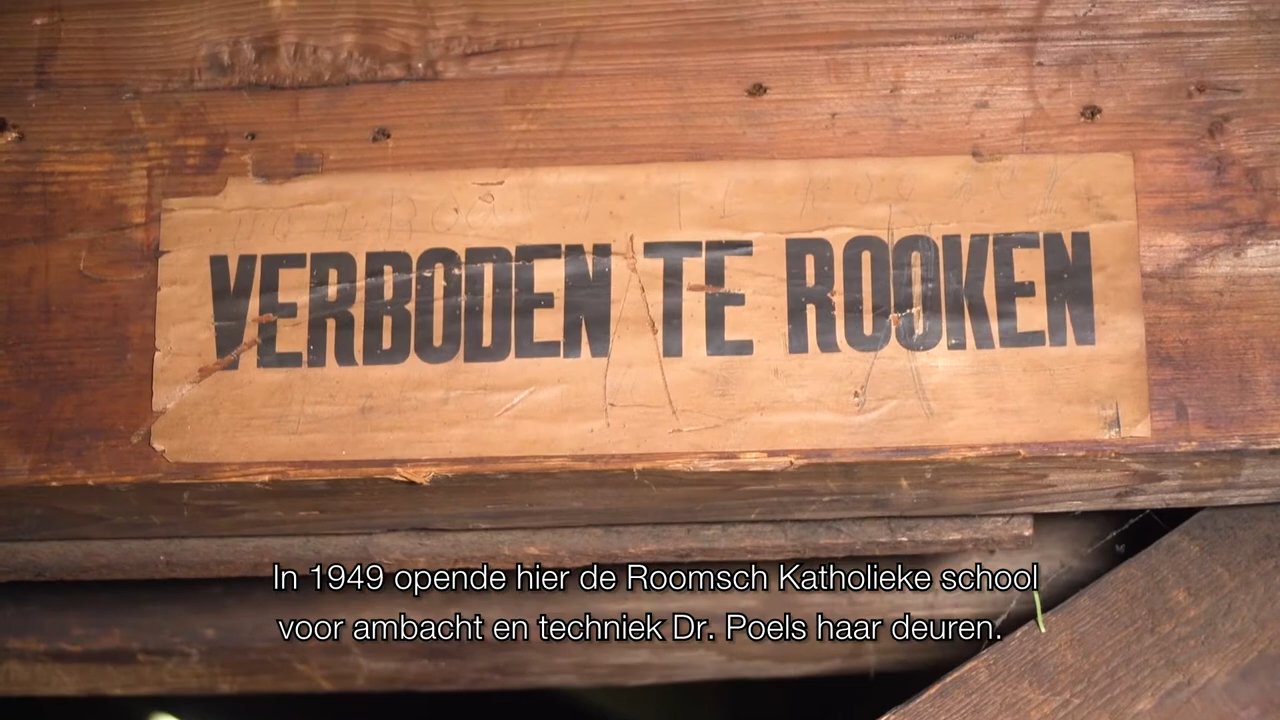 VERBODEN TE ROOKEN
In 1949 opende hier de Roomsch Katholieke school
voor ambacht en techniek Dr. Poels haar deuren.